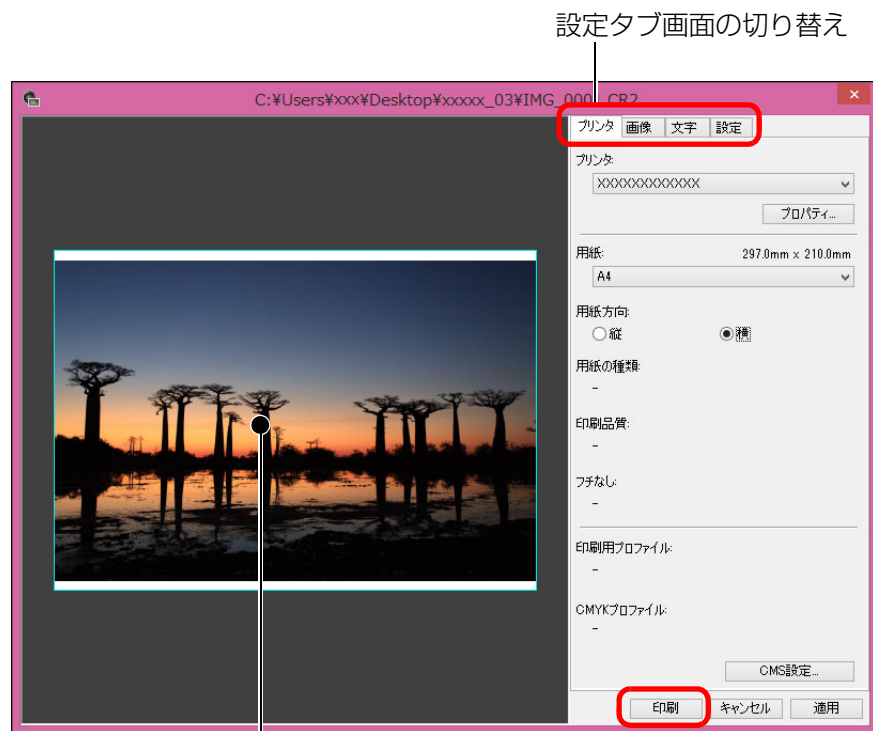 設定タブ画面の切り替え
C:¥Users¥xxx¥Desktop¥xxxxx_03¥IMG_000 .CR2
プリンタ 画像 文字 設定
プリンタ:
XXXXXXXXXXXXX
プロパティ...
用紙: 297.0mm × 210.0mm
A4
用紙方向:
縦 横
用紙の種類:
-
印刷品質:
-
フチなし:
-
印刷用プロファイル:
-
CMYKプロファイル:
-
CMS設定...
印刷 キャンセル 適用